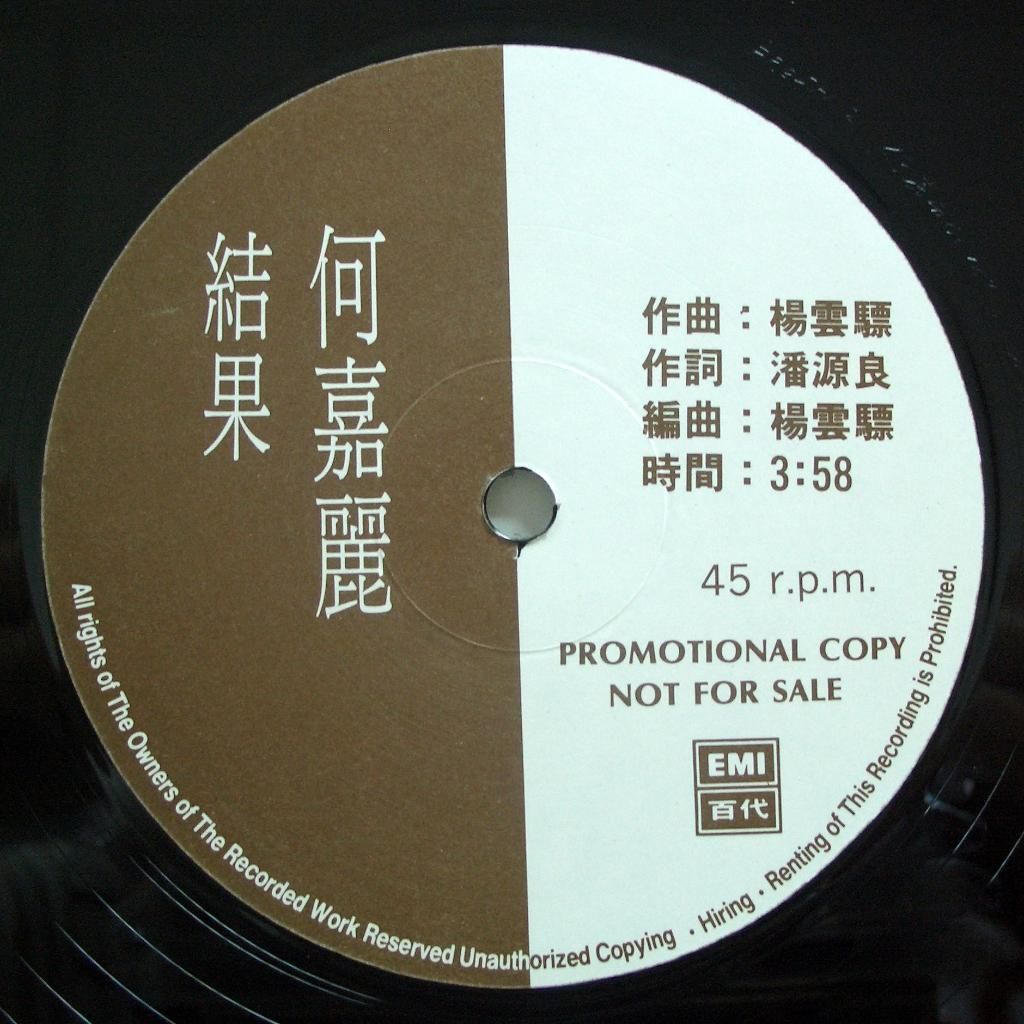 何嘉麗
結果
作曲：楊雲驃
作詞：潘源良
編曲：楊雲驃
時間：3:58
45 r.p.m.
PROMOTIONAL COPY
NOT FOR SALE
EMI
百代
All rights of The Owners of The Recorded Work Reserved Unauthorized Copying · Hiring · Renting of This Recording is Prohibited.